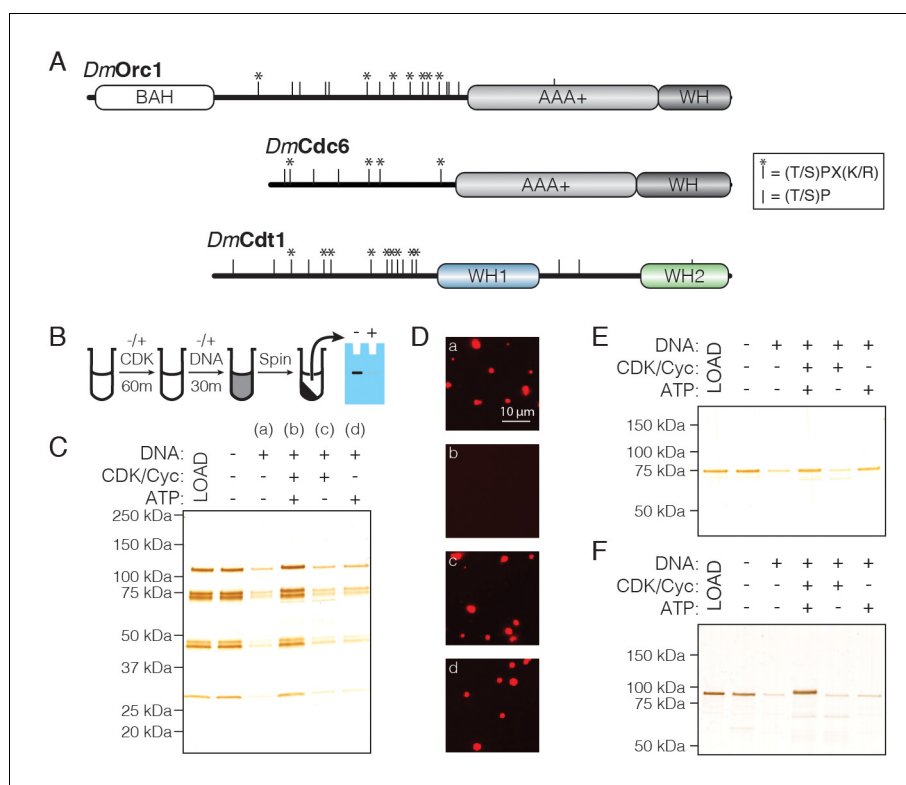 A
DmOrc1
* * * * ** *
BAH AAA+ WH
DmCdc6
* * * *
AAA+ WH
* | = (T/S)PX(K/R)
| = (T/S)P
DmCdt1
* ** * **** **
WH1 WH2
B
-/+ -/+ - +
CDK DNA Spin
60m 30m
C
(a) (b) (c) (d)
LOAD
DNA: - + + + +
CDK/Cyc: - - + + -
ATP: - - + - +
250 kDa
150 kDa
100 kDa
75 kDa
50 kDa
37 kDa
25 kDa
20 kDa
D
a
10 µm
b
c
d
E
LOAD
DNA: - + + + +
CDK/Cyc: - - + + -
ATP: - - + - +
150 kDa
100 kDa
75 kDa
50 kDa
F
LOAD
DNA: - + + + +
CDK/Cyc: - - + + -
ATP: - - + - +
150 kDa
100 kDa
75 kDa
50 kDa